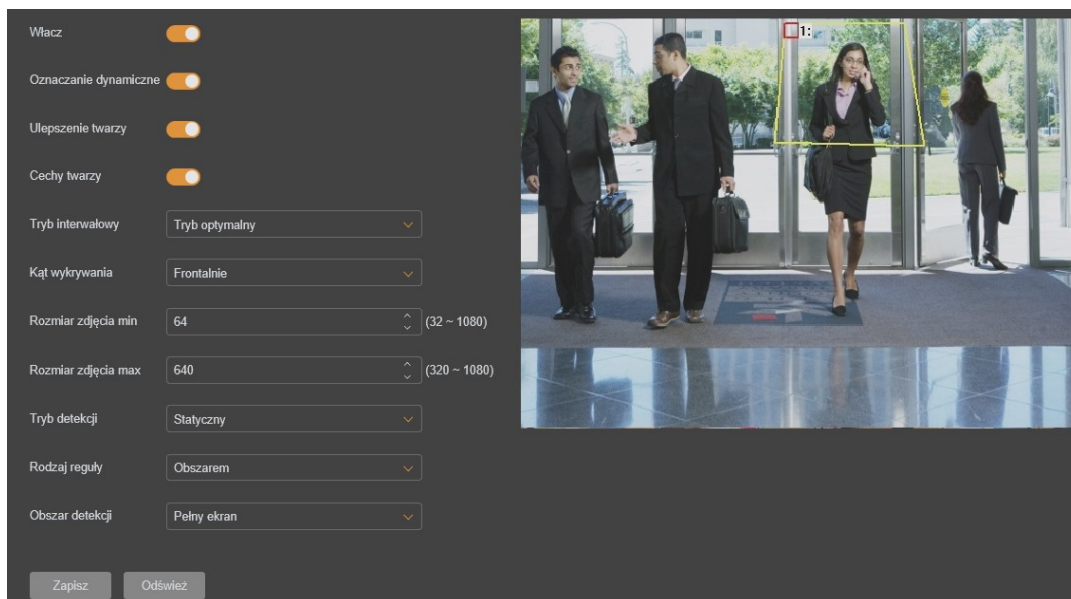 Włacz
Oznaczanie dynamiczne
Ulepszenie twarzy
Cechy twarzy
Tryb interwałowy Tryb optymalny
Kąt wykrywania Frontalnie
Rozmiar zdjęcia min 64 (32 ~ 1080)
Rozmiar zdjęcia max 640 (320 ~ 1080)
Tryb detekcji Statyczny
Rodzaj reguły Obszarem
Obszar detekcji Pełny ekran
Zapisz Odśwież
1: